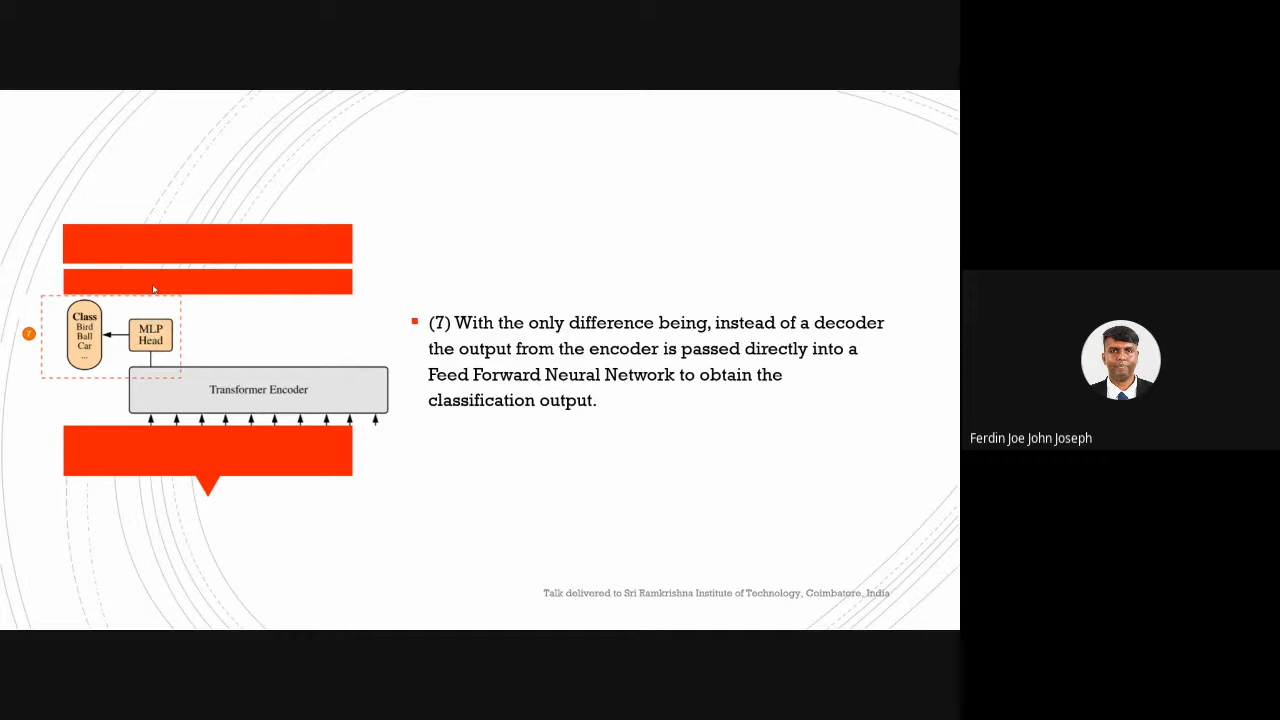 7
Class
Bird
Ball
Car
...
MLP
Head
Transformer Encoder
(7) With the only difference being, instead of a decoder
the output from the encoder is passed directly into a
Feed Forward Neural Network to obtain the
classification output.
Talk delivered to Sri Ramkrishna Institute of Technology, Coimbatore, India
Ferdin Joe John Joseph